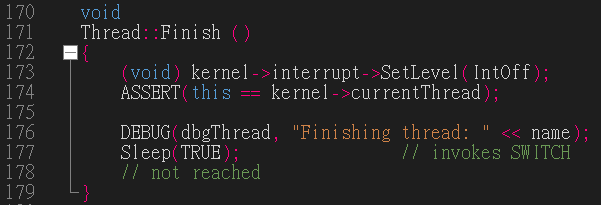 170 void
171 Thread::Finish ()
172 {
173 (void) kernel->interrupt->SetLevel(IntOff);
174 ASSERT(this == kernel->currentThread);
175
176 DEBUG(dbgThread, "Finishing thread: " << name);
177 Sleep(TRUE); // invokes SWITCH
178 // not reached
179 }